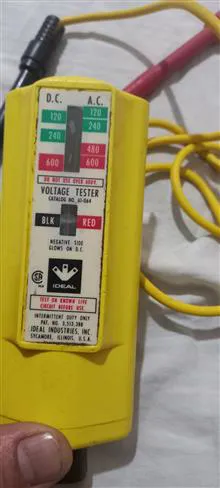 D.C. A.C.
120 120
240 240
480
600 600
DO NOT USE OVER 600V.
VOLTAGE TESTER
CATALOG NO. 61-064
BLK RED
NEGATIVE SIDE
GLOWS ON D.C.
IDEAL
TEST ON KNOWN LIVE
CIRCUIT BEFORE USE.
INTERMITTENT DUTY ONLY
PAT. NO. 3,513,388
IDEAL INDUSTRIES, INC.
SYCAMORE, ILLINOIS, U.S.A.